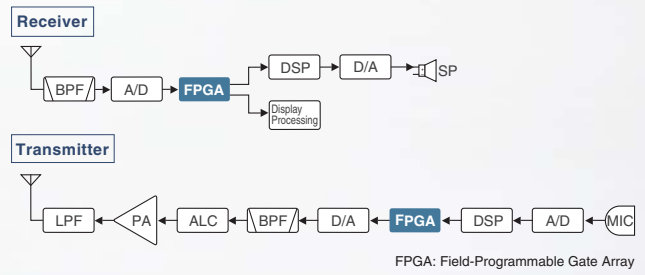 Receiver
DSP
D/A
SP
BPF
A/D
FPGA
Display
Processing
Transmitter
LPF
PA
ALC
BPF
D/A
FPGA
DSP
A/D
MIC
FPGA: Field-Programmable Gate Array